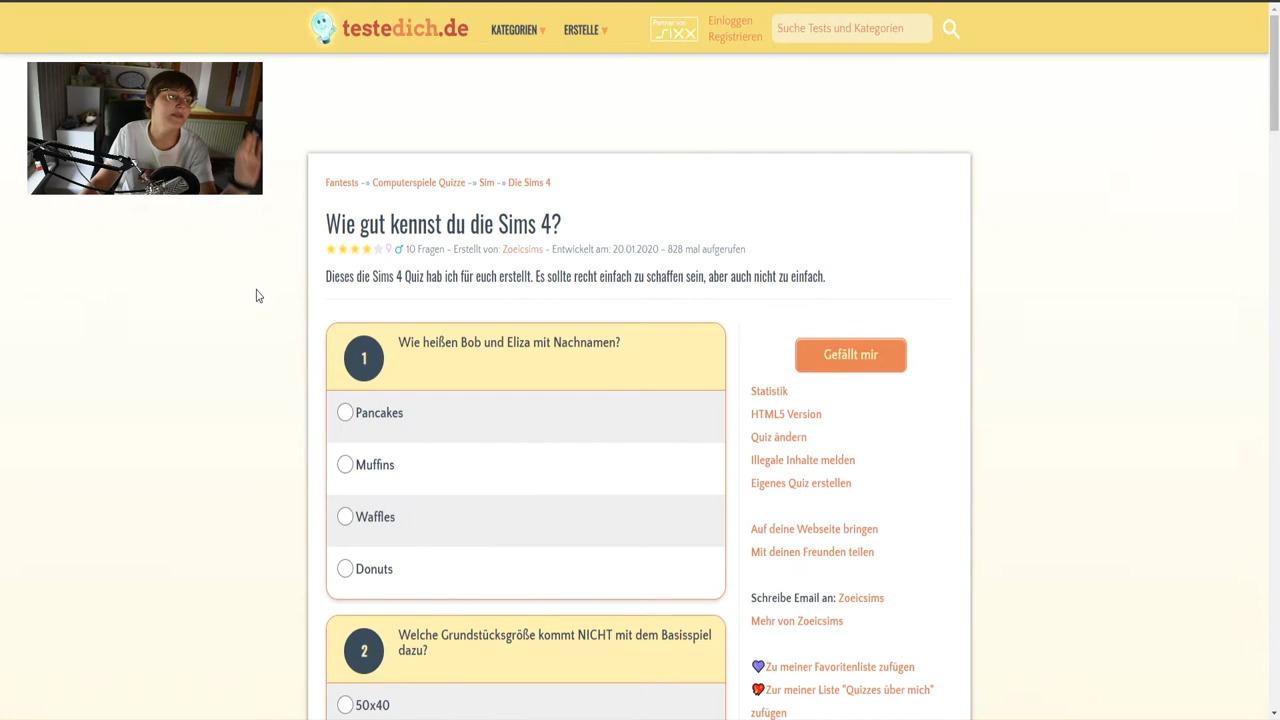 testedich.de
KATEGORIEN ▼
ERSTELLE ▼
Partner von
sixx
Einloggen
Registrieren
Suche Tests und Kategorien
Fantests -» Computerspiele Quizze -» Sim -» Die Sims 4
Wie gut kennst du die Sims 4?
10 Fragen - Erstellt von: Zoeicsims - Entwickelt am: 20.01.2020 - 828 mal aufgerufen
Dieses die Sims 4 Quiz hab ich für euch erstellt. Es sollte recht einfach zu schaffen sein, aber auch nicht zu einfach.
1
Wie heißen Bob und Eliza mit Nachnamen?
Pancakes
Muffins
Waffles
Donuts
2
Welche Grundstücksgröße kommt NICHT mit dem Basisspiel
dazu?
50x40
Gefällt mir
Statistik
HTML5 Version
Quiz ändern
Illegale Inhalte melden
Eigenes Quiz erstellen
Auf deine Webseite bringen
Mit deinen Freunden teilen
Schreibe Email an: Zoeicsims
Mehr von Zoeicsims
Zu meiner Favoritenliste zufügen
Zur meiner Liste "Quizzes über mich"
zufügen